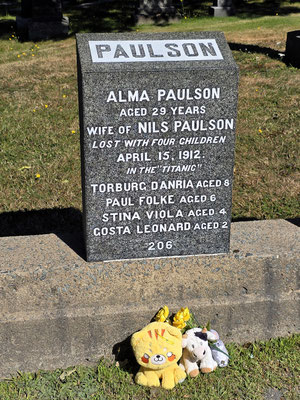 PAULSON
ALMA PAULSON
AGED 29 YEARS
WIFE OF NILS PAULSON
LOST WITH FOUR CHILDREN
APRIL 15, 1912.
IN THE "TITANIC"
TORBURG DANRIA AGED 8
PAUL FOLKE AGED 6
STINA VIOLA AGED 4
GOSTA LEONARD AGED 2
206